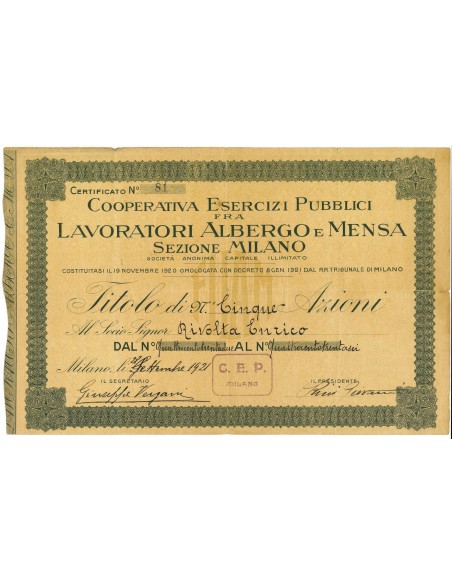 CERTIFICATO N° 81
COOPERATIVA ESERCIZI PUBBLICI
FRA
LAVORATORI ALBERGO E MENSA
SEZIONE MILANO
SOCIETÀ ANONIMA CAPITALE ILLIMITATO
COSTITUITASI IL 19 NOVEMBRE 1920 OMOLOGATA CON DECRETO 8 GEN 1921 DAL R.R. TRIBUNALE DI MILANO
Titolo di N. Cinque Azioni
Al Socio Signor Rivolta Enrico
DAL N° AL N°
Milano, li Settembre 1921
C. E. P.
MILANO
IL SEGRETARIO IL PRESIDENTE
Giuseppe Vergani